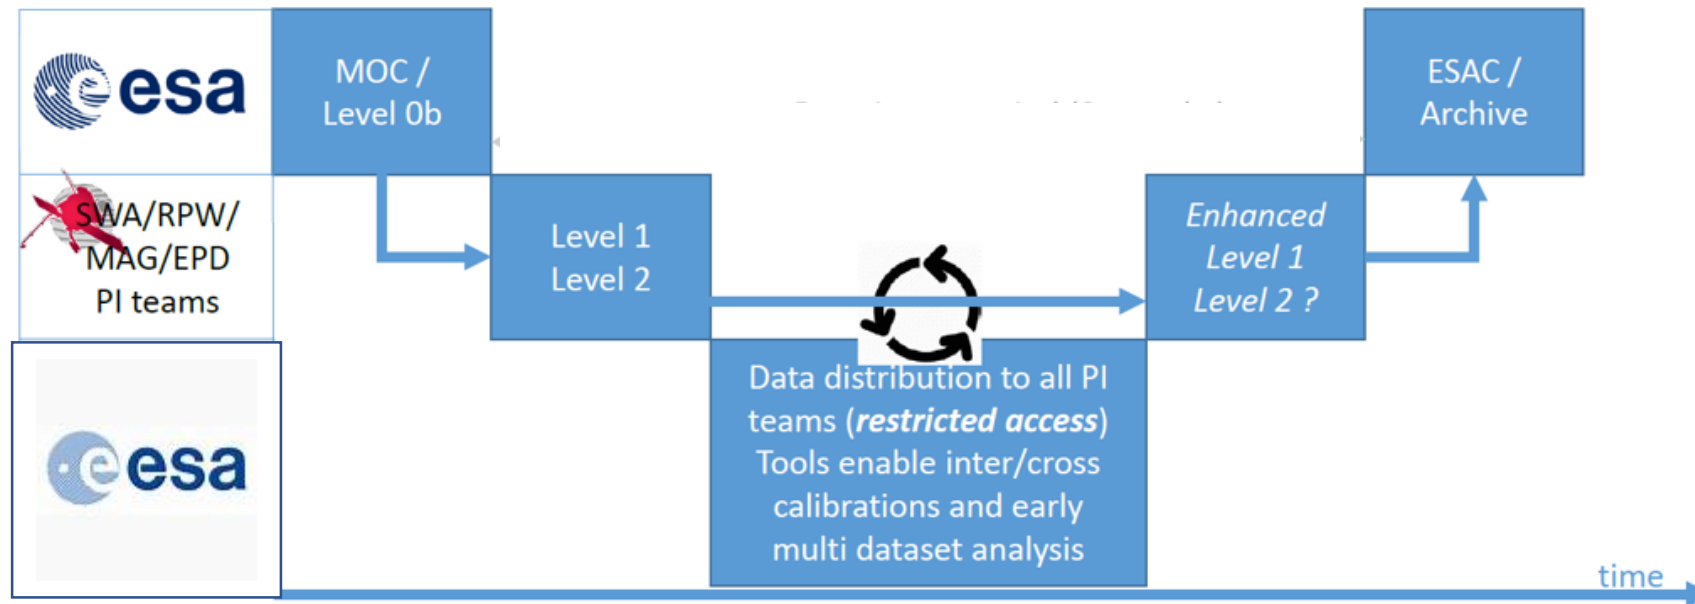 esa
MOC /
Level 0b
ESAC /
Archive
SWA/RPW/
MAG/EPD
PI teams
Level 1
Level 2
Enhanced
Level 1
Level 2 ?
esa
Data distribution to all PI
teams (restricted access)
Tools enable inter/cross
calibrations and early
multi dataset analysis
time